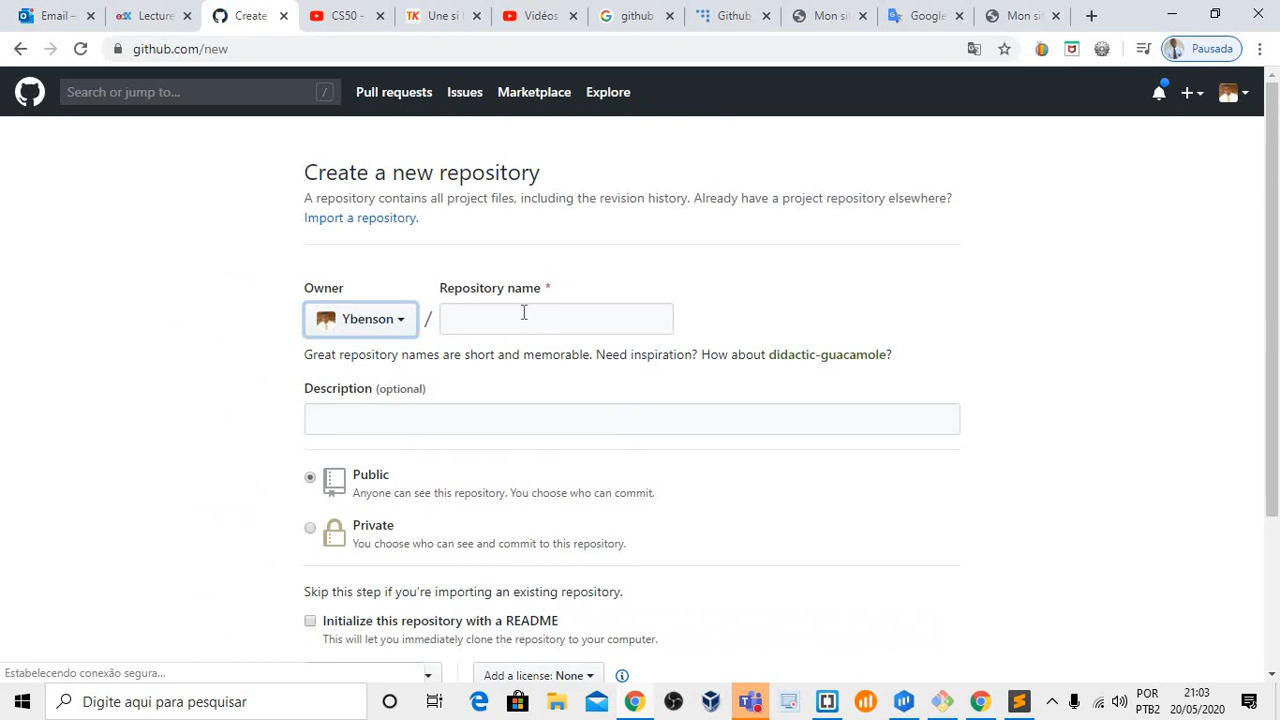 Email –
Lecture
Create
CS50 -
Une si l
Vidéos
github
Github
Mon sit
Google
Mon sit
github.com/new
Pausada
Search or jump to...
/
Pull requests
Issues
Marketplace
Explore
Create a new repository
A repository contains all project files, including the revision history. Already have a project repository elsewhere?
Import a repository.
Owner
Repository name *
Ybenson
/
Great repository names are short and memorable. Need inspiration? How about didactic-guacamole?
Description (optional)
Public
Anyone can see this repository. You choose who can commit.
Private
You choose who can see and commit to this repository.
Skip this step if you're importing an existing repository.
Initialize this repository with a README
This will let you immediately clone the repository to your computer.
Estabelecendo conexão segura...
Add a license: None
Digite aqui para pesquisar
POR
PTB2
21:03
20/05/2020